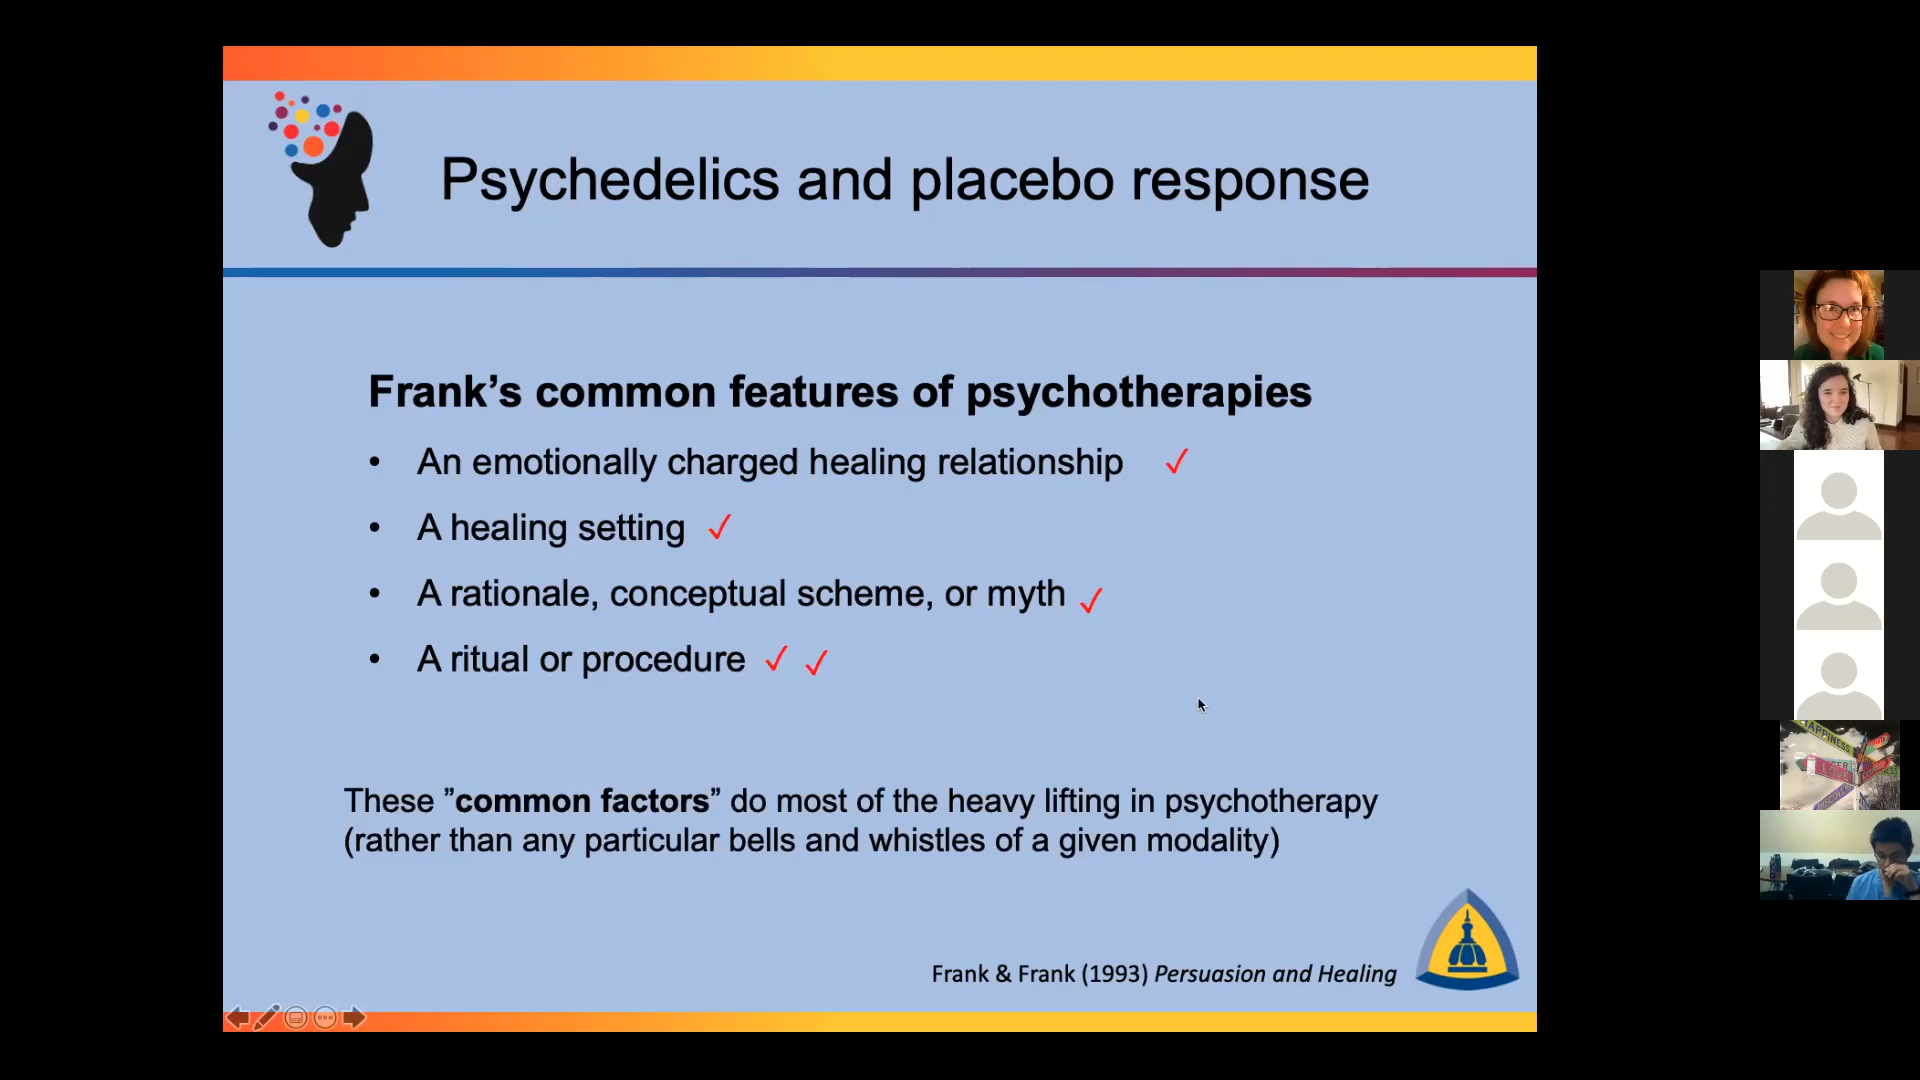 Psychedelics and placebo response
Frank’s common features of psychotherapies
• An emotionally charged healing relationship ✓
• A healing setting ✓
• A rationale, conceptual scheme, or myth ✓
• A ritual or procedure ✓ ✓
These ”common factors” do most of the heavy lifting in psychotherapy
(rather than any particular bells and whistles of a given modality)
Frank & Frank (1993) Persuasion and Healing
HAPPINESS
LOVE